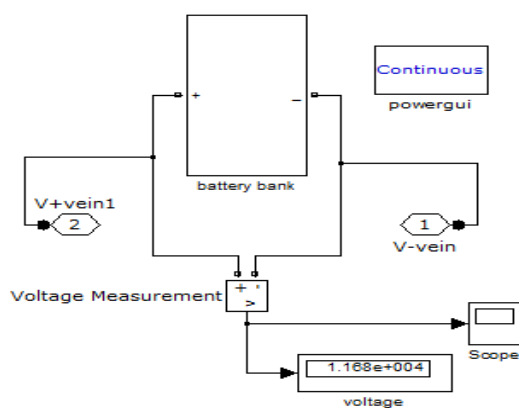 Continuous
powergui
+
−
battery bank
V+vein1
2
1
V-vein
Voltage Measurement
+ -
v
Scope
1.168e+004
voltage